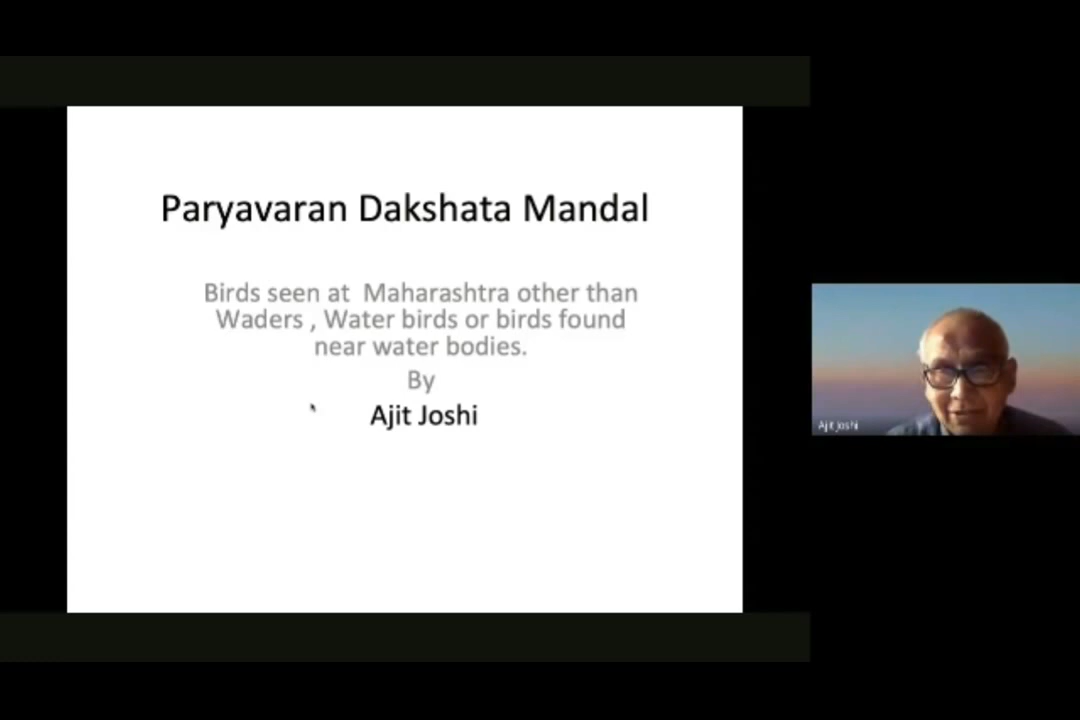 Paryavaran Dakshata Mandal
Birds seen at  Maharashtra other than
Waders , Water birds or birds found
near water bodies.
By
Ajit Joshi
Ajit Joshi